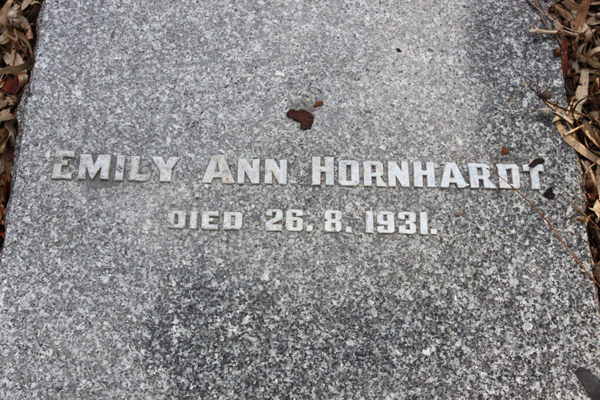 EMILY ANN HORNHARDT
DIED 26.8.1931.